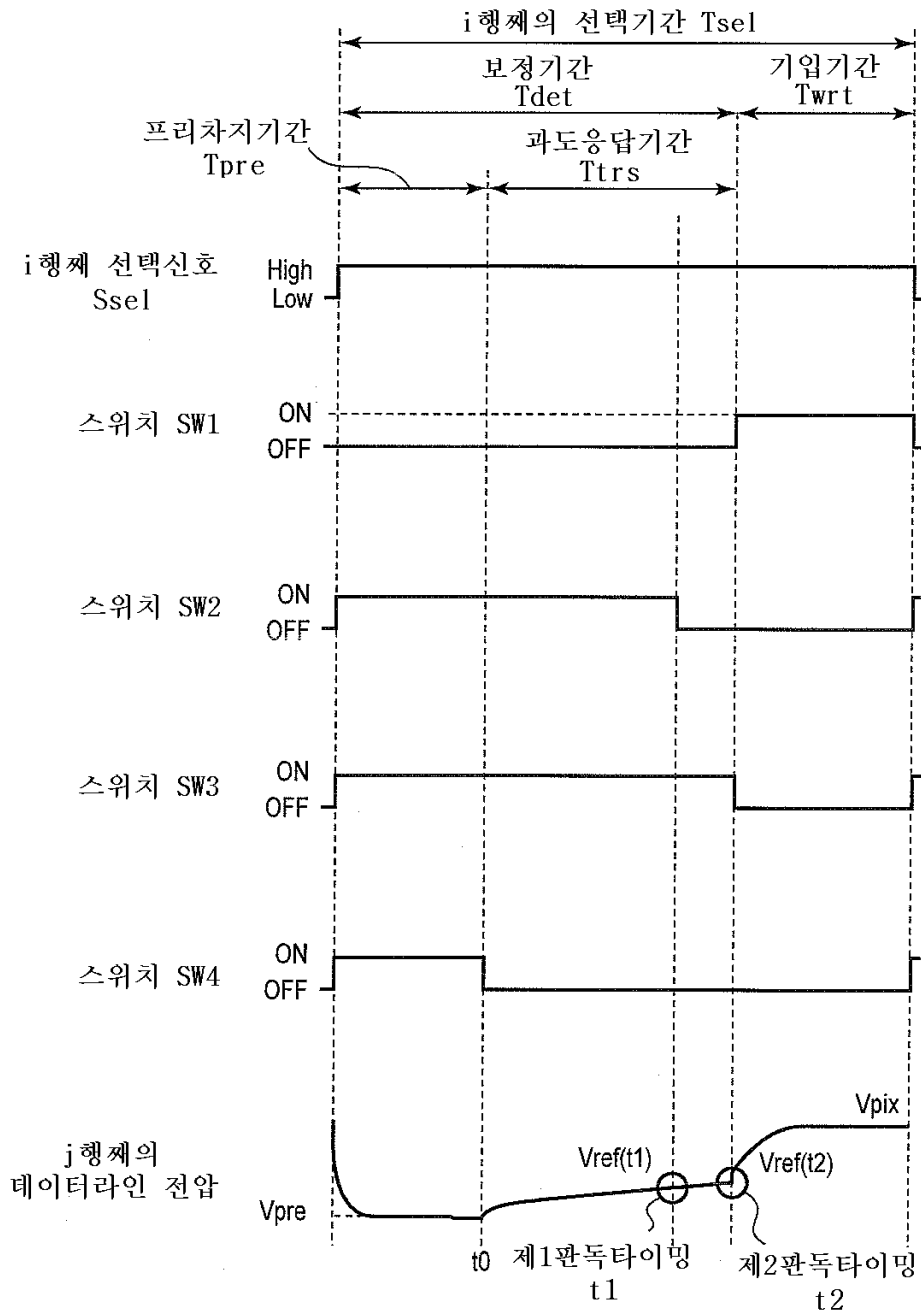 i행째의 선택기간 Tsel
보정기간
Tdet
기입기간
Twrt
프리차지기간
Tpre
과도응답기간
Ttrs
i행째 선택신호
Ssel
High
Low
스위치 SW1
ON
OFF
스위치 SW2
ON
OFF
스위치 SW3
ON
OFF
스위치 SW4
ON
OFF
j행째의
데이터라인 전압
Vpre
Vref(t1)
Vpix
Vref(t2)
t0
제1판독타이밍
t1
제2판독타이밍
t2